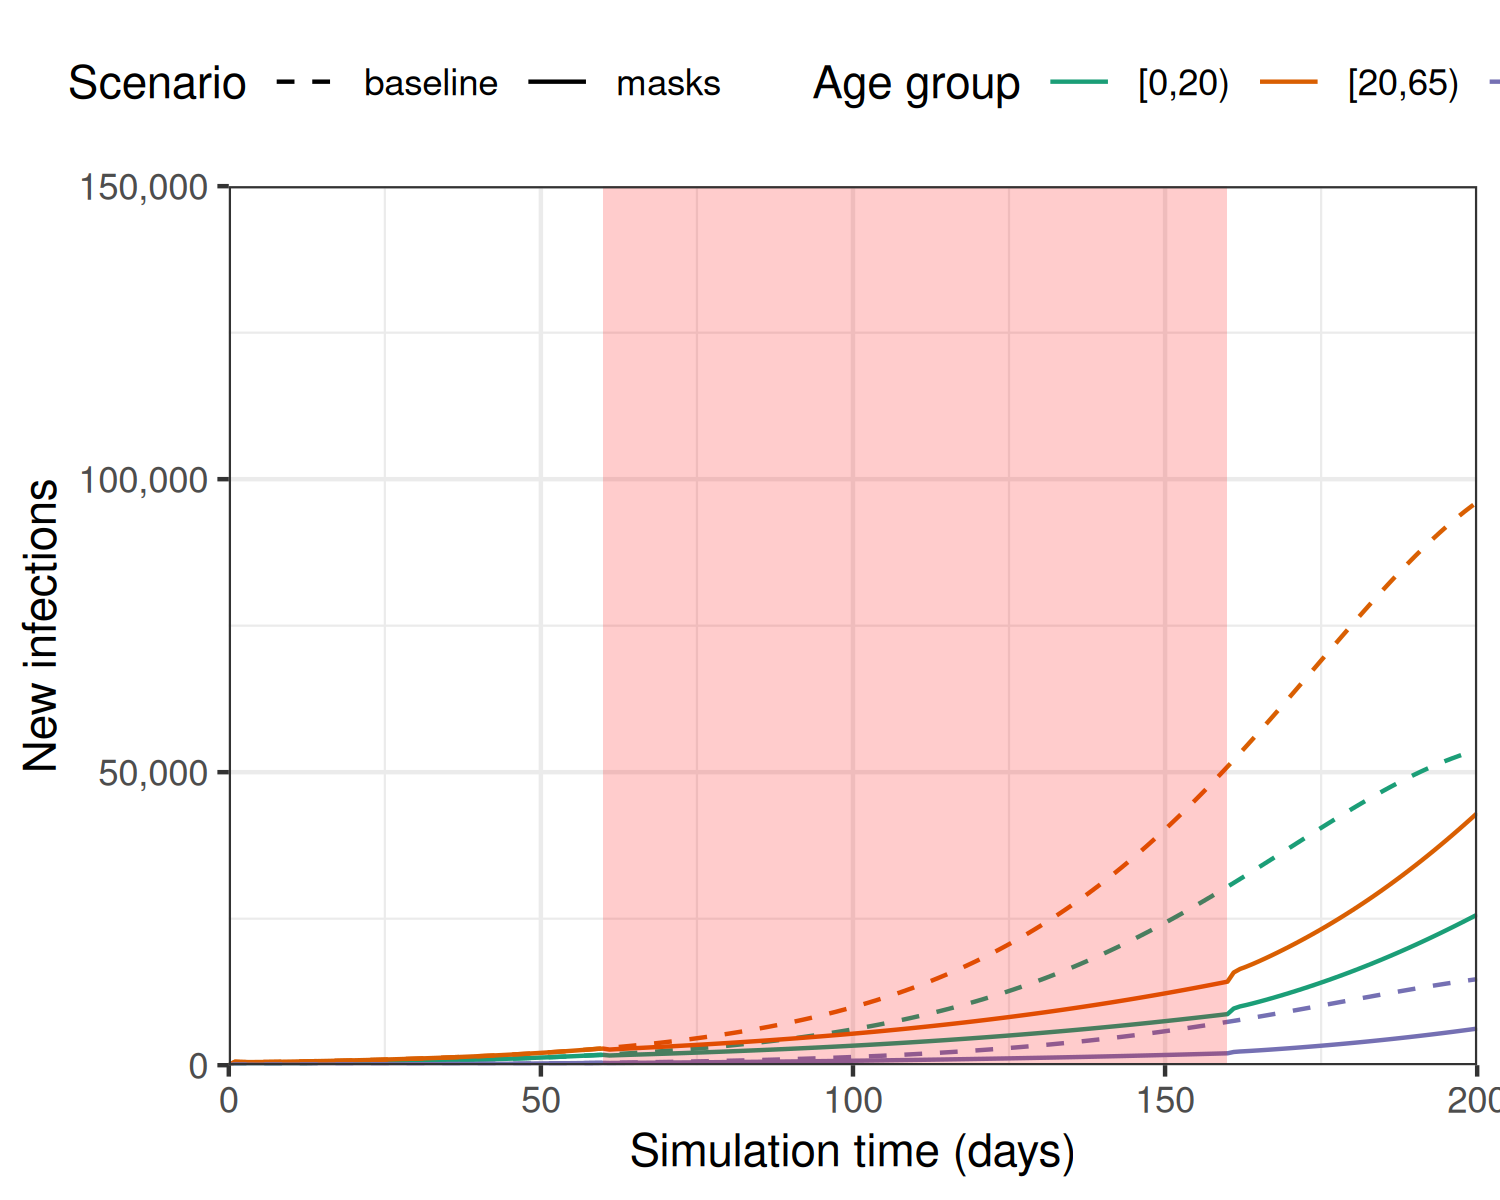 Scenario baseline masks Age group [0,20) [20,65)
150,000
100,000
50,000
0
New infections
0 50 100 150 200
Simulation time (days)